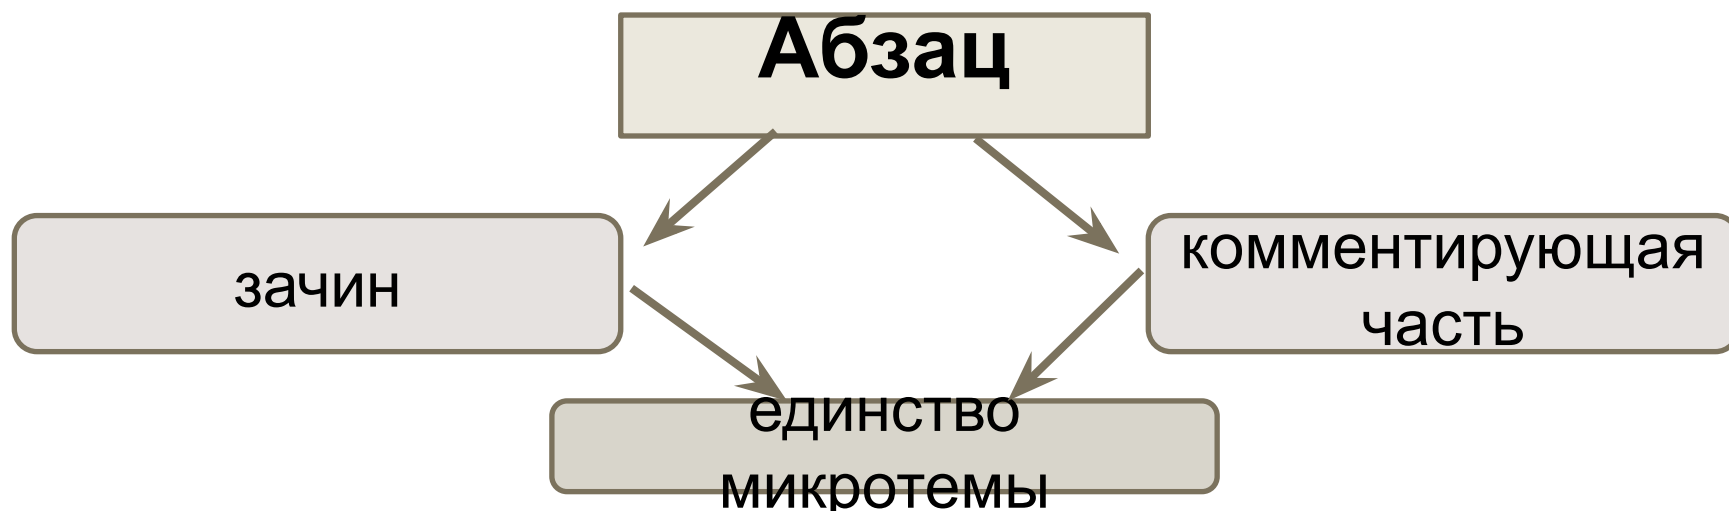 Абзац
зачин
комментирующая
часть
единство
микротемы